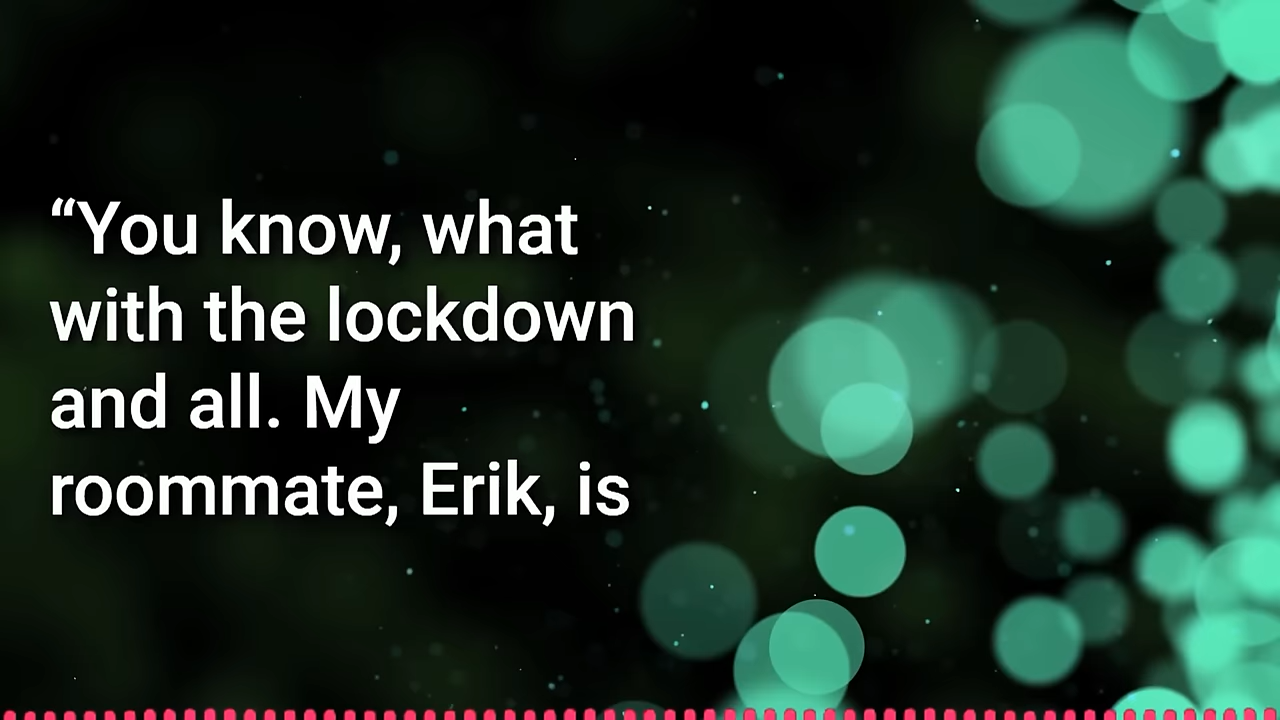 “You know, what
with the lockdown
and all. My
roommate, Erik, is